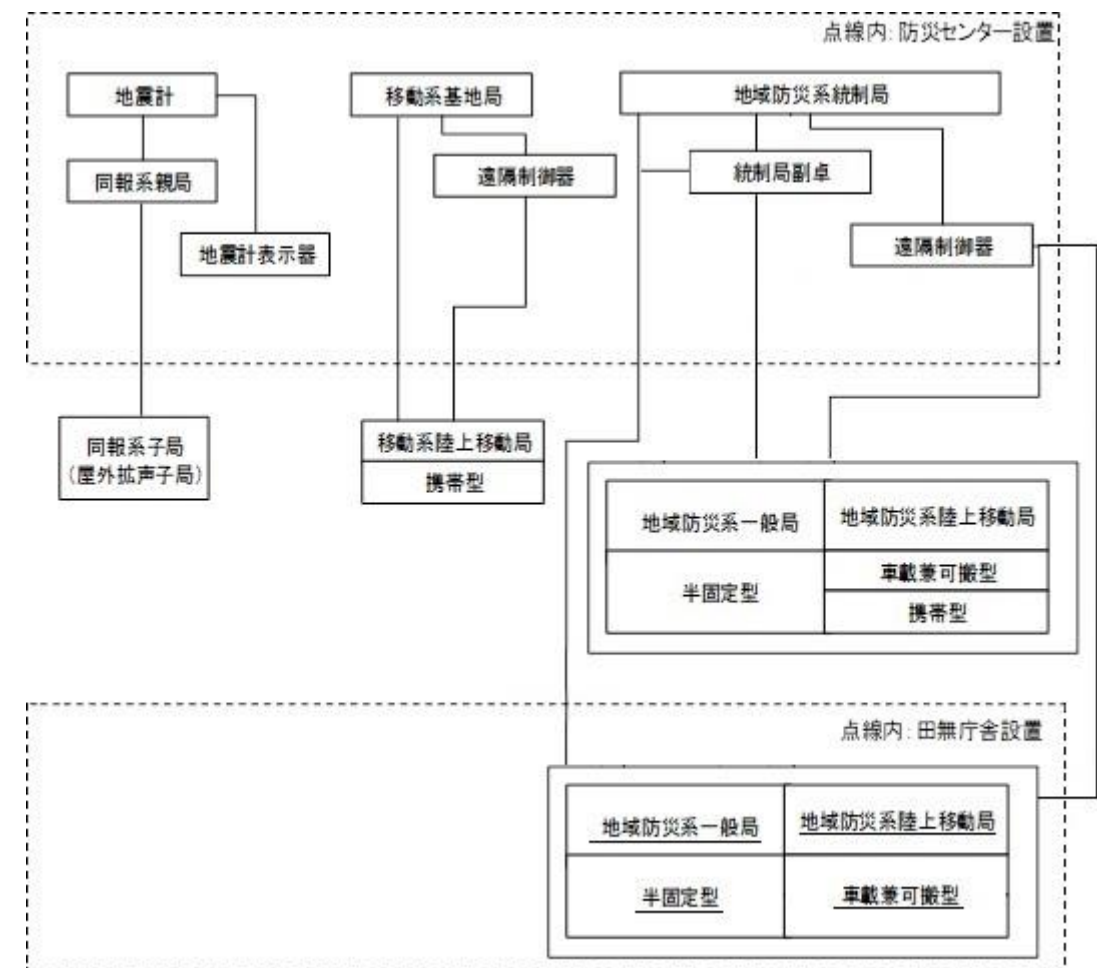 点線内:防災センター設置
地震計
移動系基地局
地域防災系統制局
同報系親局
遠隔制御器
統制局副卓
地震計表示器
遠隔制御器
同報系子局
(屋外拡声子局)
移動系陸上移動局
携帯型
地域防災系一般局
地域防災系陸上移動局
半固定型
車載兼可搬型
携帯型
点線内:田無庁舎設置
地域防災系一般局
地域防災系陸上移動局
半固定型
車載兼可搬型